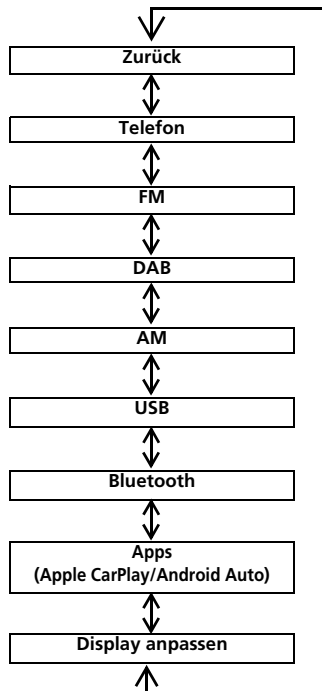 Zurück
Telefon
FM
DAB
AM
USB
Bluetooth
Apps
(Apple CarPlay/Android Auto)
Display anpassen